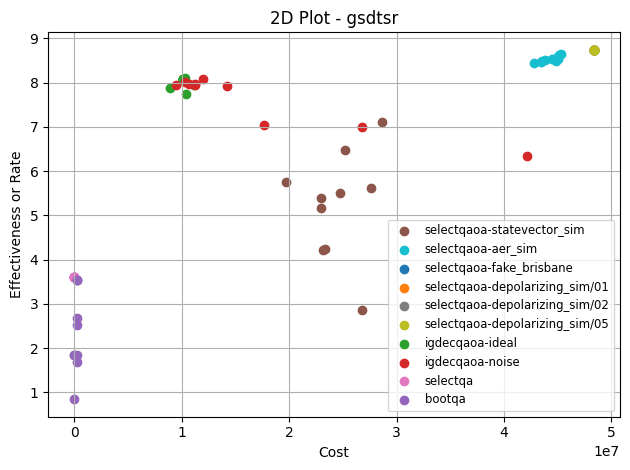 2D Plot - gsdtsr
Effectiveness or Rate
9
8
7
6
5
4
3
2
1
selectqaoa-statevector_sim
selectqaoa-aer_sim
selectqaoa-fake_brisbane
selectqaoa-depolarizing_sim/01
selectqaoa-depolarizing_sim/02
selectqaoa-depolarizing_sim/05
igdecqaoa-ideal
igdecqaoa-noise
selectqa
bootqa
0 1 2 3 4 5
1e7
Cost